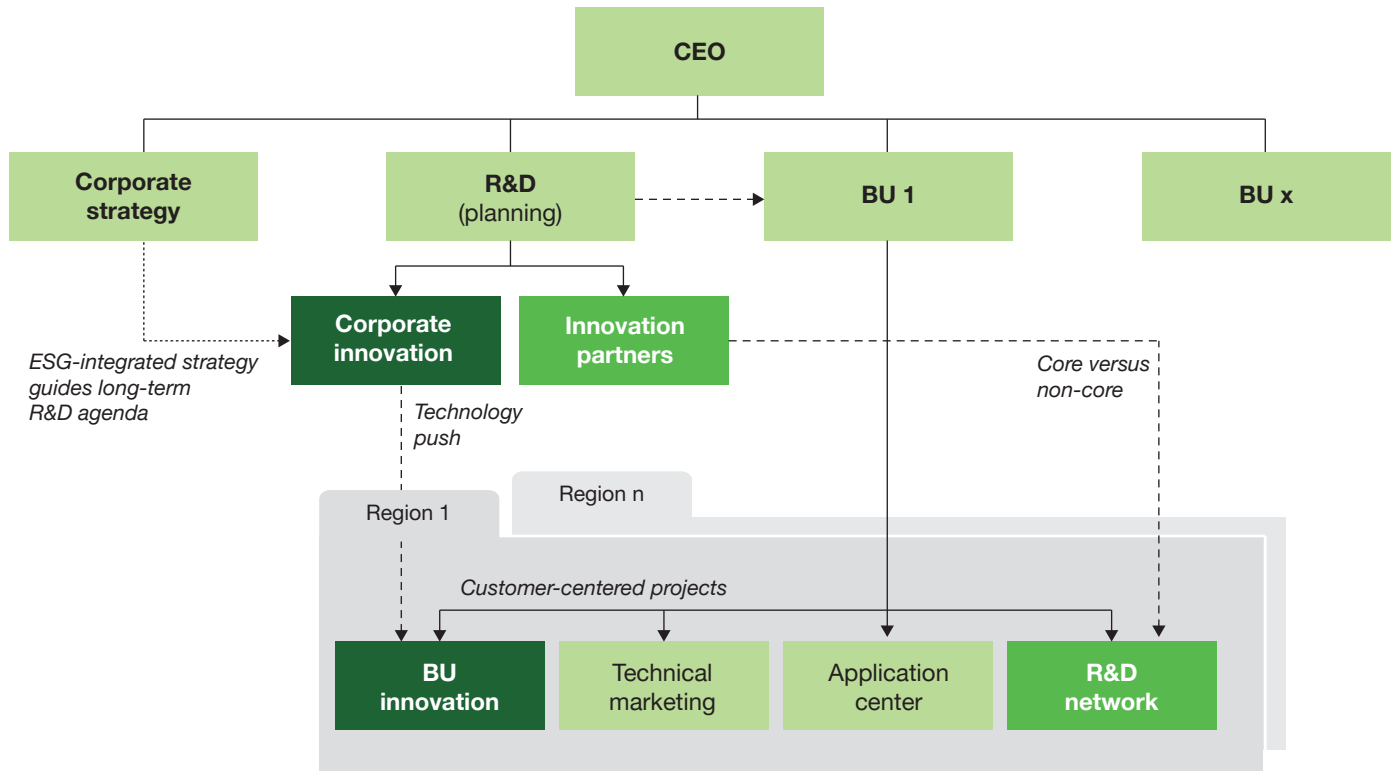 CEO
Corporate
strategy
R&D
(planning)
BU 1
BU x
Corporate
innovation
Innovation
partners
ESG-integrated strategy
guides long-term
R&D agenda
Core versus
non-core
Technology
push
Region n
Region 1
Customer-centered projects
BU
innovation
Technical
marketing
Application
center
R&D
network